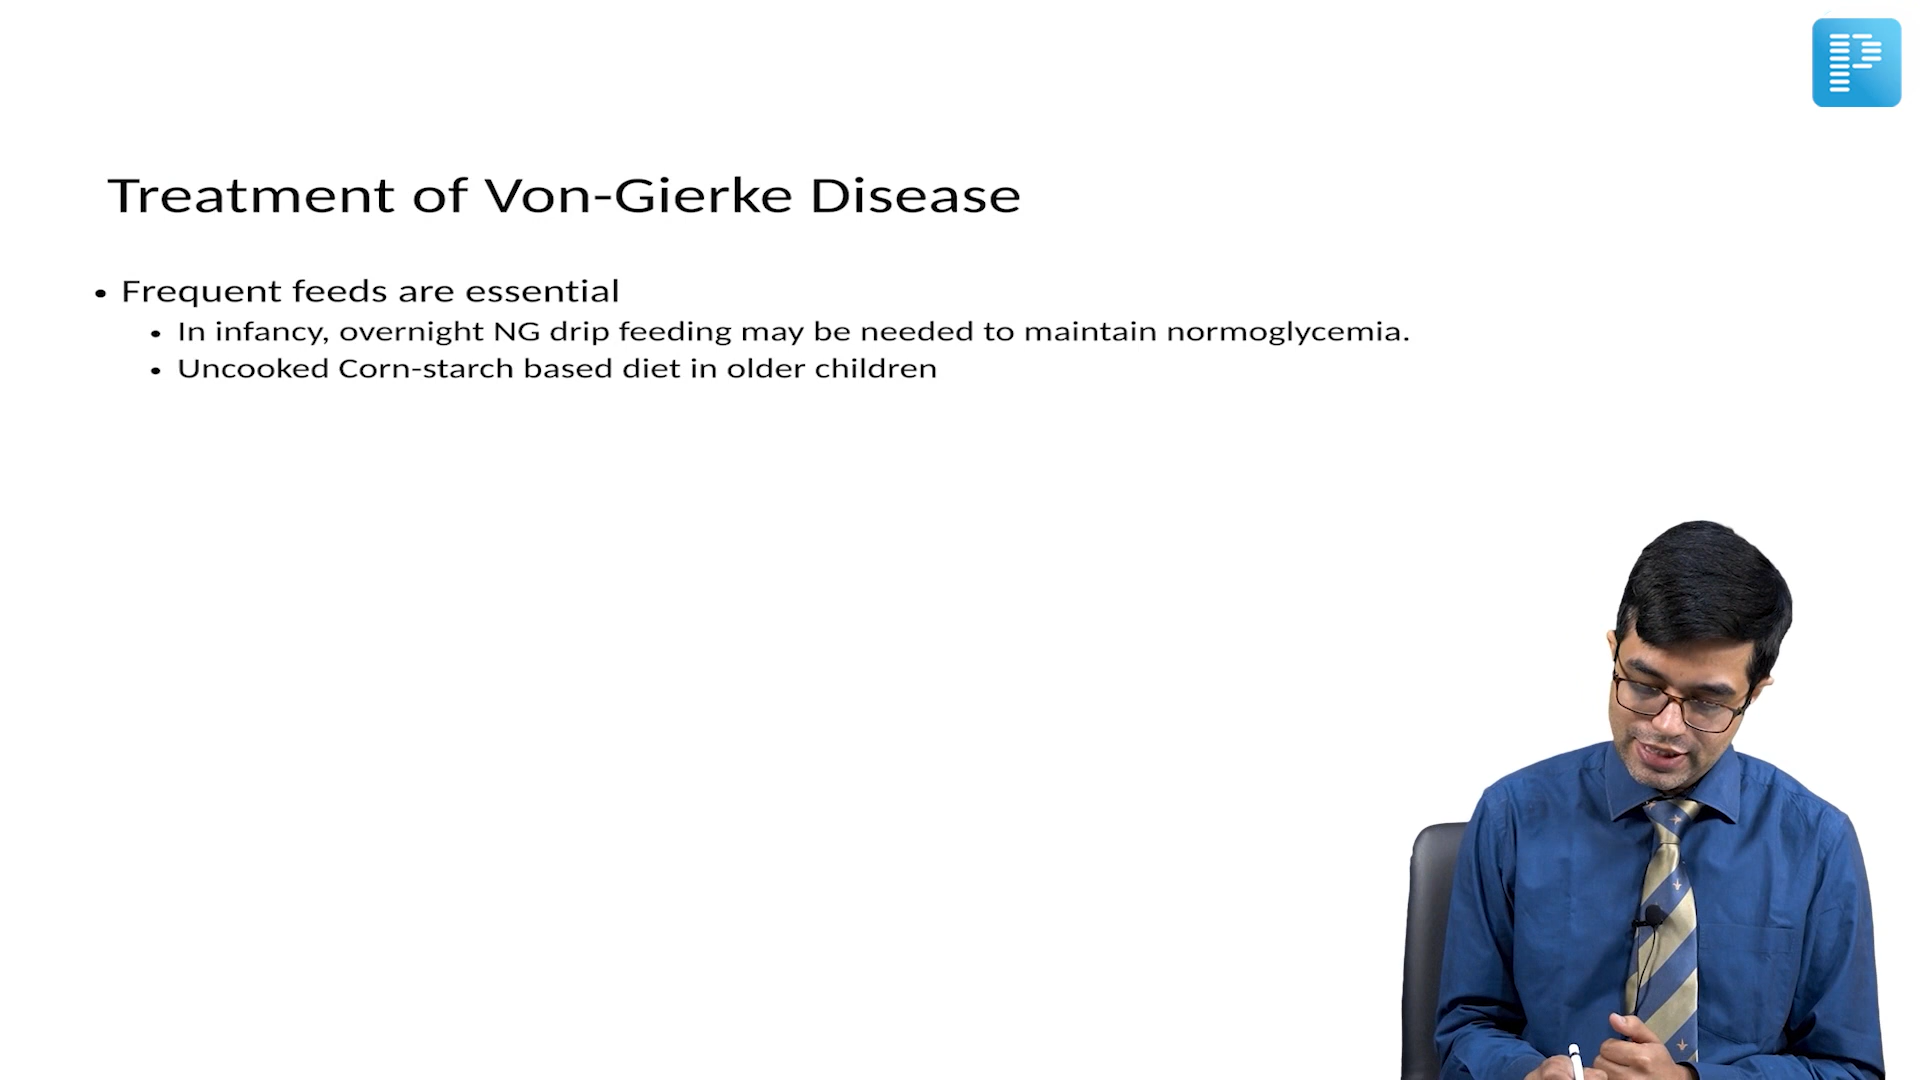 Treatment of Von-Gierke Disease
• Frequent feeds are essential
• In infancy, overnight NG drip feeding may be needed to maintain normoglycemia.
• Uncooked Corn-starch based diet in older children